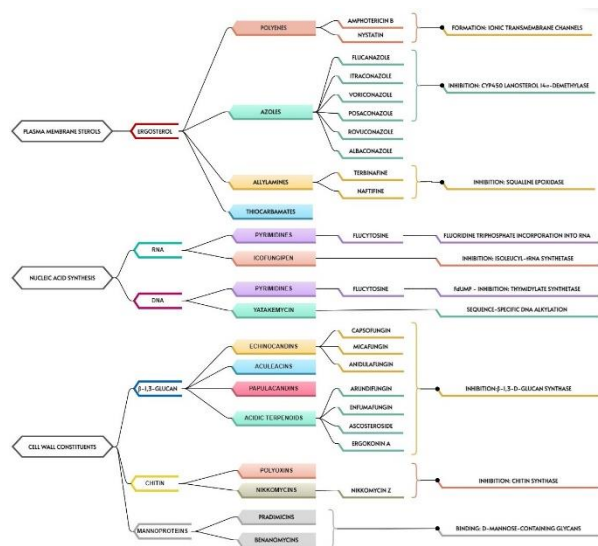 POLYENES
AMPHOTERICIN B
NYSTATIN
FORMATION: IONIC TRANSMEMBRANE CHANNELS
PLASMA MEMBRANE STEROLS
ERGOSTEROL
AZOLES
FLUCANAZOLE
ITRACONAZOLE
VORICONAZOLE
POSACONAZOLE
ROVUCONAZOLE
ALBACONAZOLE
INHIBITION: CYP450 LANOSTEROL 14α-DEMETHYLASE
ALLYLAMINES
TERBINAFINE
NAFTIFINE
INHIBITION: SQUALENE EPOXIDASE
THIOCARBAMATES
NUCLEIC ACID SYNTHESIS
RNA
PYRIMIDINES
FLUCYTOSINE
FLUORIDINE TRIPHOSPHATE INCORPORATION INTO RNA
ICOFUNGIPEN
INHIBITION: ISOLEUCYL-tRNA SYNTHETASE
DNA
PYRIMIDINES
FLUCYTOSINE
FdUMP - INHIBITION: THYMIDYLATE SYNTHETASE
YATAKEMYCIN
SEQUENCE-SPECIFIC DNA ALKYLATION
CELL WALL CONSTITUENTS
β-1,3-GLUCAN
ECHINOCANDINS
CAPSOFUNGIN
MICAFUNGIN
ANIDULAFUNGIN
ACULEACINS
PAPULACANDINS
ACIDIC TERPENOIDS
ARUNDIFUNGIN
ENFUMAFUNGIN
ASCOSTEROSIDE
ERGOKONIN A
INHIBITION:β-1,3-D-GLUCAN SYNTHASE
CHITIN
POLYUXINS
NIKKOMYCINS
NIKKOMYCIN Z
INHIBITION: CHITIN SYNTHASE
MANNOPROTEINS
PRADIMICINS
BENANOMYCINS
BINDING: D-MANNOSE-CONTAINING GLYCANS